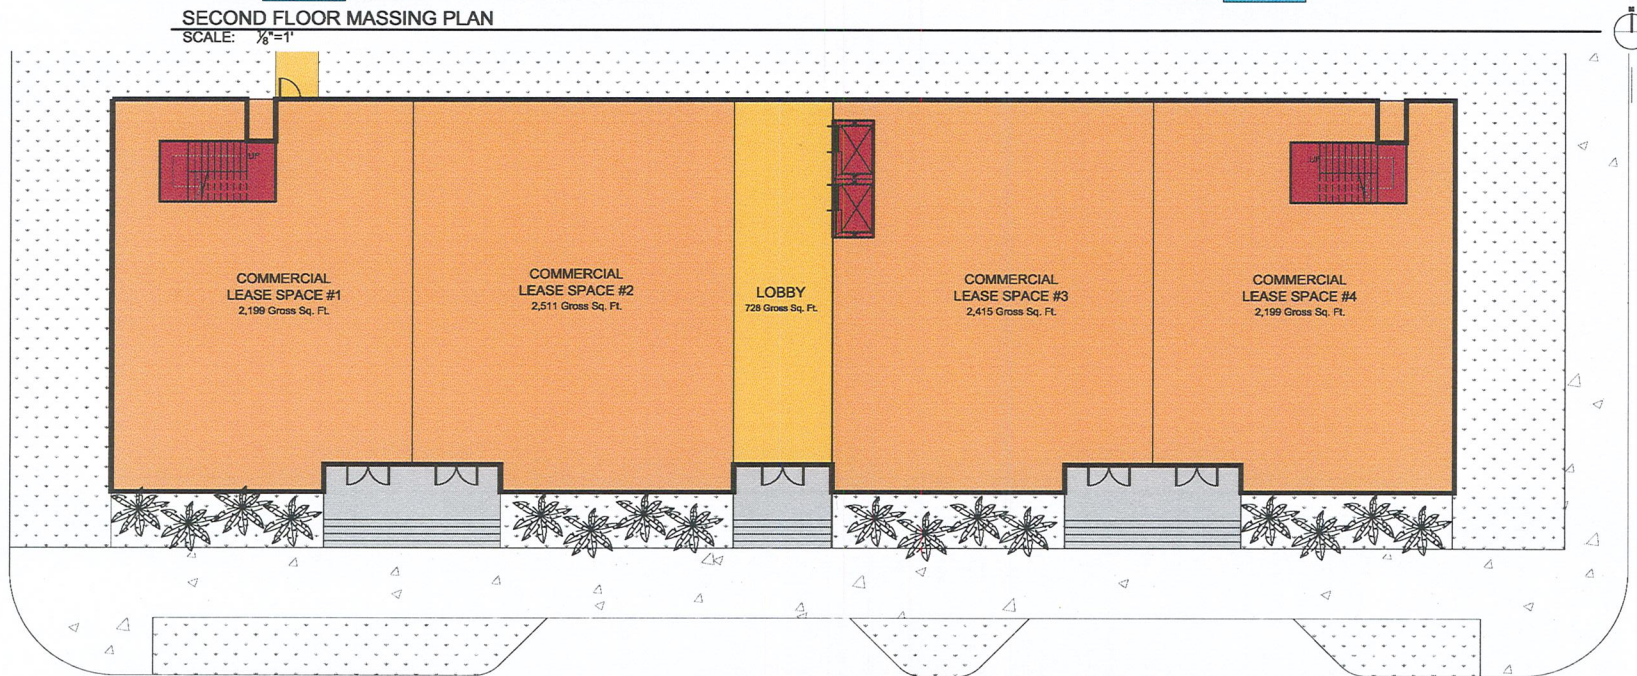 SECOND FLOOR MASSING PLAN
SCALE: ⅛"=1'
COMMERCIAL
LEASE SPACE #1
2,199 Gross Sq. Ft.
COMMERCIAL
LEASE SPACE #2
2,511 Gross Sq. Ft.
LOBBY
728 Gross Sq. Ft.
COMMERCIAL
LEASE SPACE #3
2,415 Gross Sq. Ft.
COMMERCIAL
LEASE SPACE #4
2,199 Gross Sq. Ft.